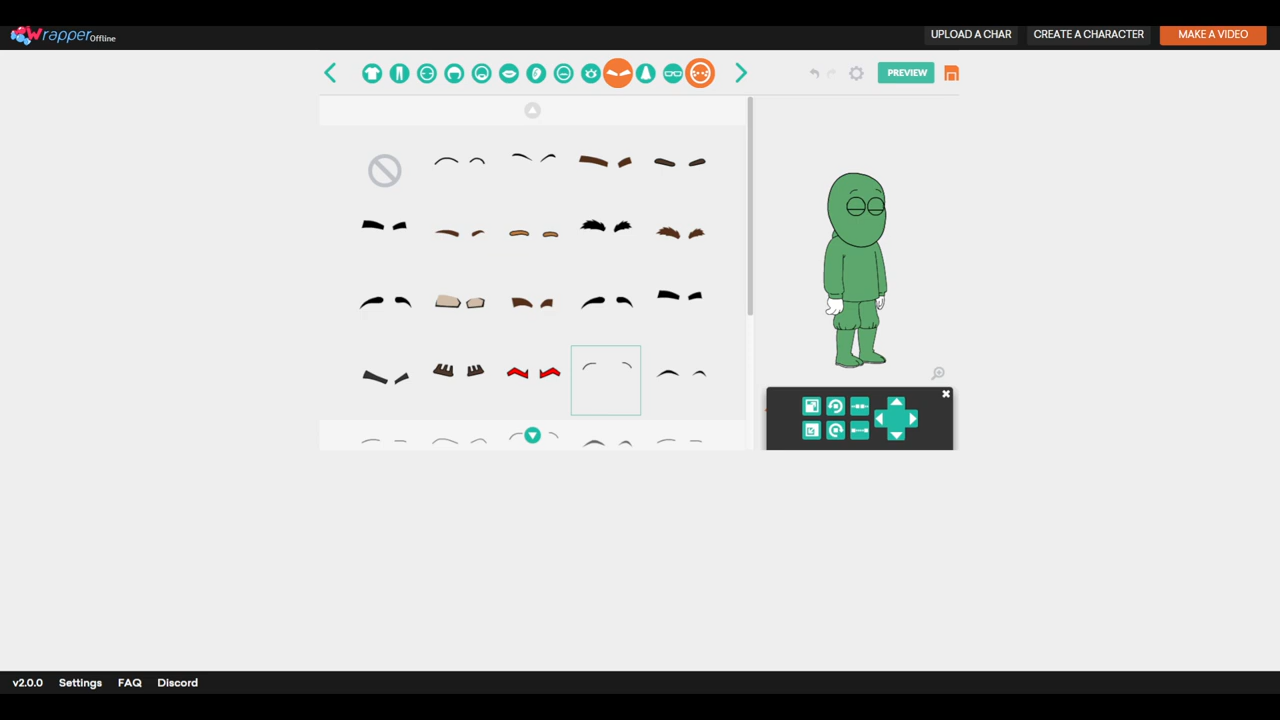 Wrapper Offline
UPLOAD A CHAR
CREATE A CHARACTER
MAKE A VIDEO
PREVIEW
v2.0.0
Settings
FAQ
Discord